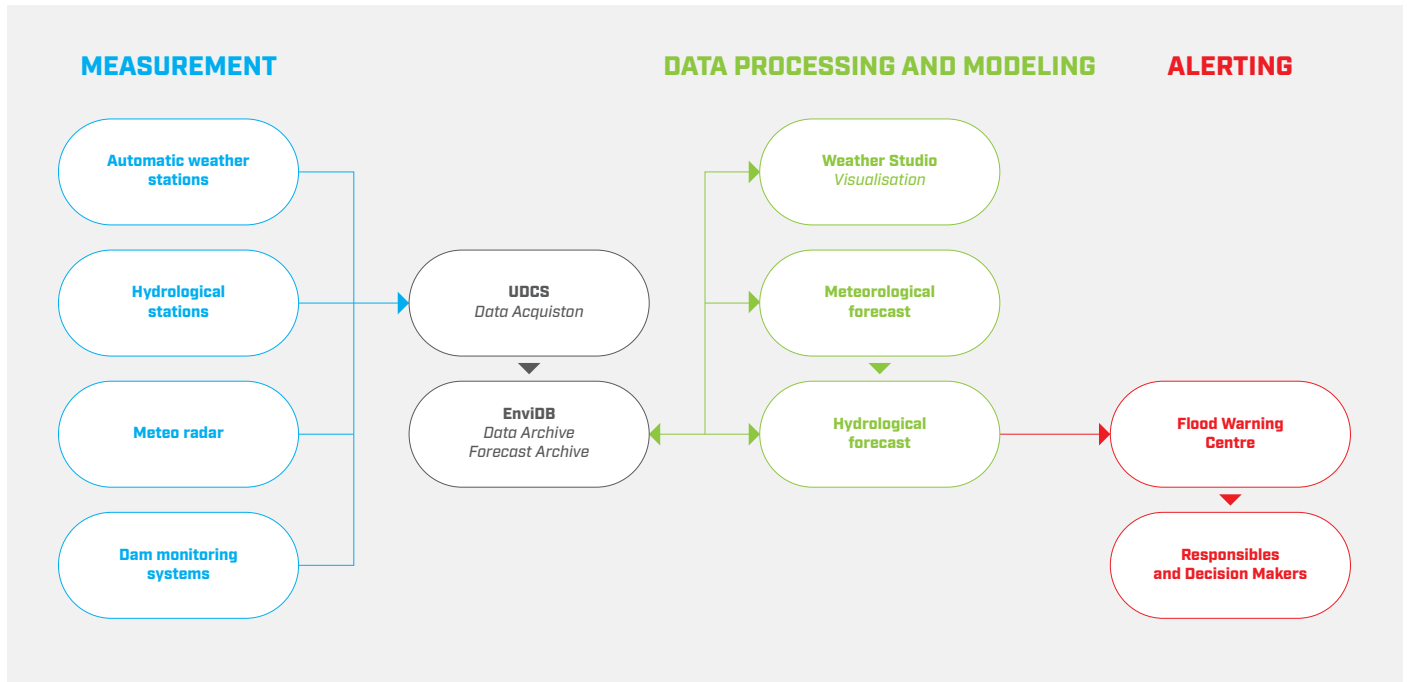 MEASUREMENT
DATA PROCESSING AND MODELING
ALERTING
Automatic weather
stations
Hydrological
stations
Meteo radar
Dam monitoring
systems
UDCS
Data Acquiston
EnviDB
Data Archive
Forecast Archive
Weather Studio
Visualisation
Meteorological
forecast
Hydrological
forecast
Flood Warning
Centre
Responsibles
and Decision Makers